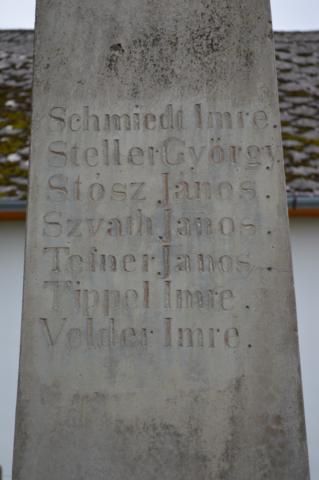 Schmiedt Imre.
Steller György.
Stósz János.
Szvath János.
Tefner János.
Tippel Imre.
Velder Imre.